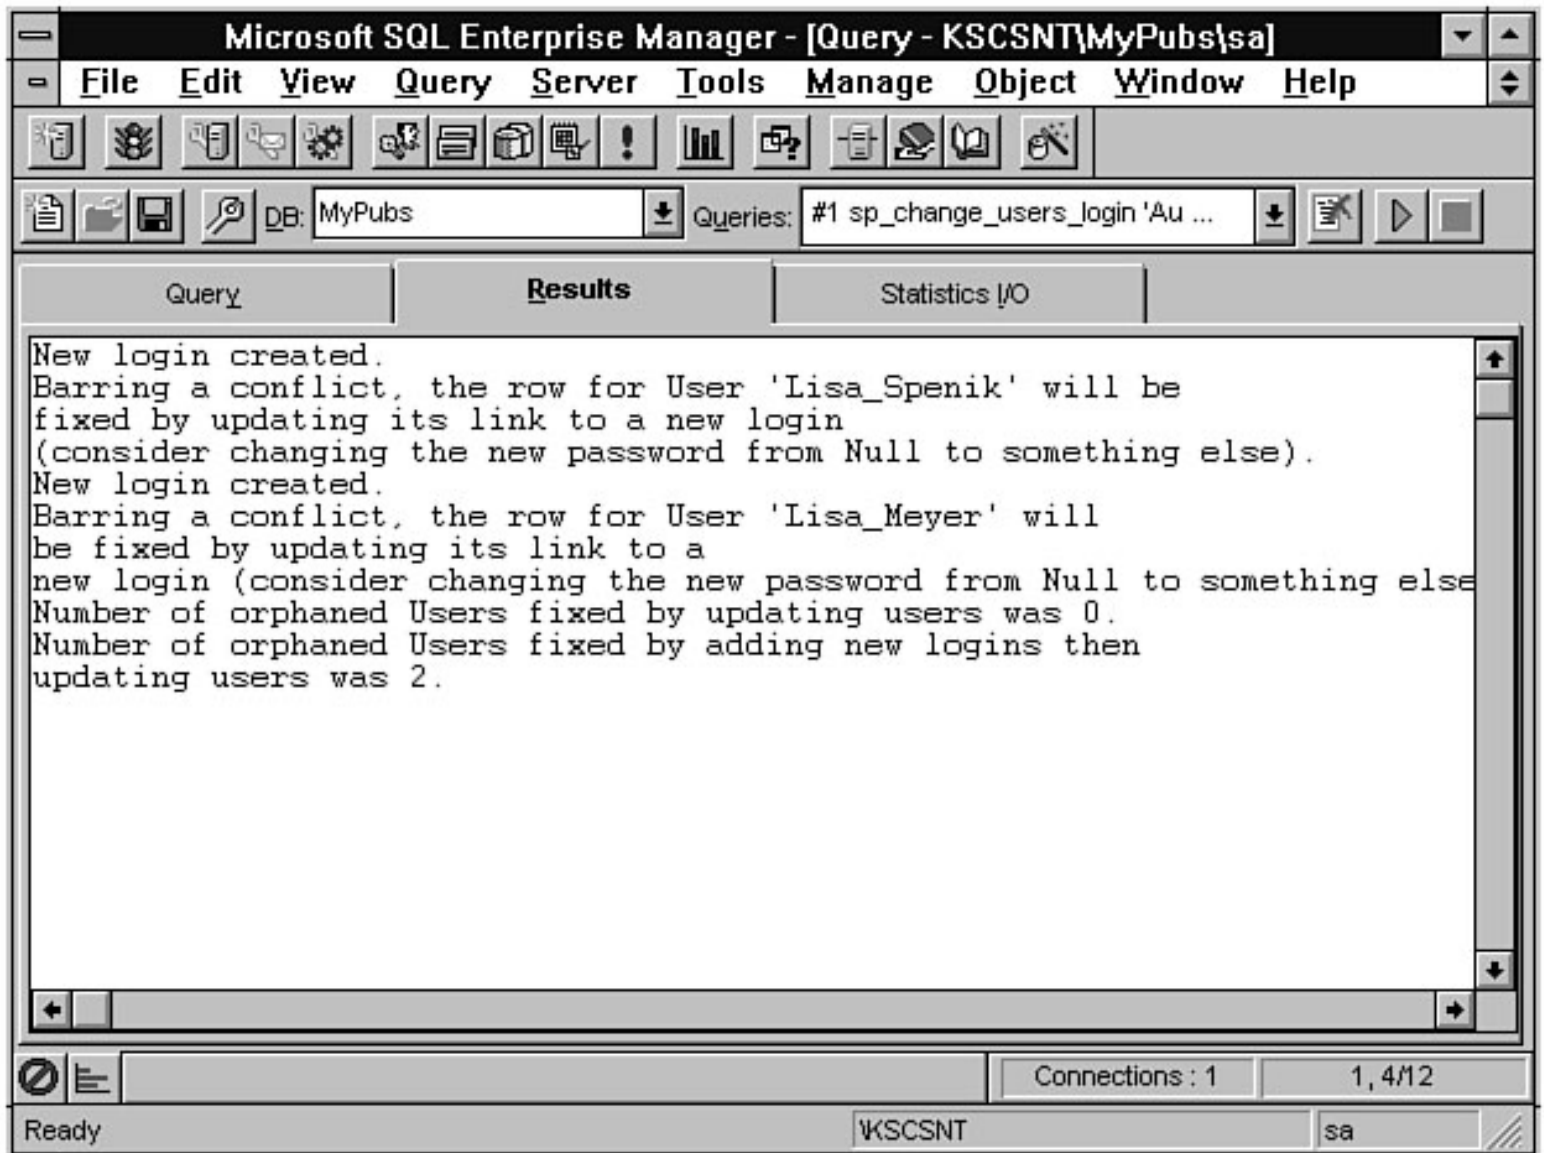 Microsoft SQL Enterprise Manager - [Query - KSCSNT\MyPubs\sa]
File Edit View Query Server Tools Manage Object Window Help
DB: MyPubs Queries: #1 sp_change_users_login 'Au ...
Query Results Statistics I/O
New login created.
Barring a conflict, the row for User 'Lisa_Spenik' will be
fixed by updating its link to a new login
(consider changing the new password from Null to something else).
New login created.
Barring a conflict, the row for User 'Lisa_Meyer' will
be fixed by updating its link to a
new login (consider changing the new password from Null to something else
Number of orphaned Users fixed by updating users was 0.
Number of orphaned Users fixed by adding new logins then
updating users was 2.
Connections : 1 1, 4/12
Ready \\KSCSNT sa